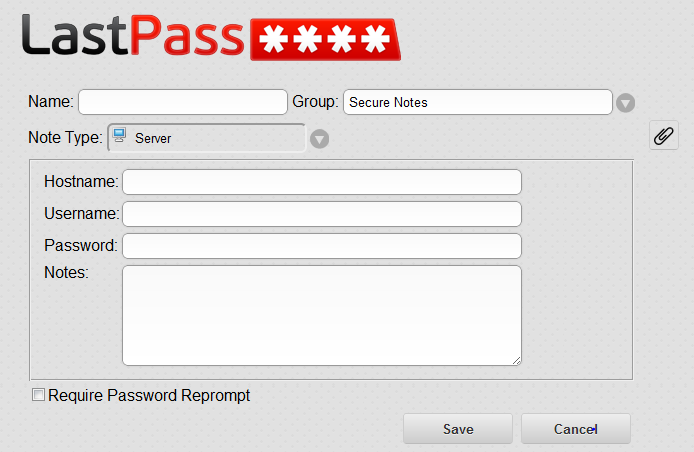 LastPass ****
Name: Group: Secure Notes
Note Type: Server
Hostname:
Username:
Password:
Notes:
Require Password Reprompt
Save Cancel